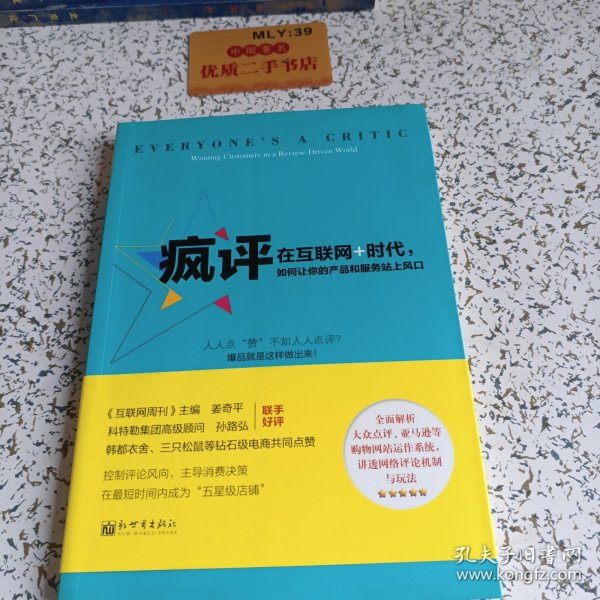 MLY:39
中国著名
优质二手书店
EVERYONE'S A CRITIC
Winning Customers in a Review-Driven World
疯评在互联网+时代，
如何让你的产品和服务站上风口
人人点“赞”不如人人点评？
爆品就是这样做出来！
《互联网周刊》主编 姜奇平
科特勒集团高级顾问 孙路弘
韩都衣舍、三只松鼠等钻石级电商共同点赞
联手
好评
控制评论风向，主导消费决策
在最短时间内成为“五星级店铺”
全面解析
大众点评、亚马逊等
购物网站运作系统，
讲透网络评论机制
与玩法
新世界出版社
NEW WORLD PRESS
孔夫子旧书网
www.kongfz.com